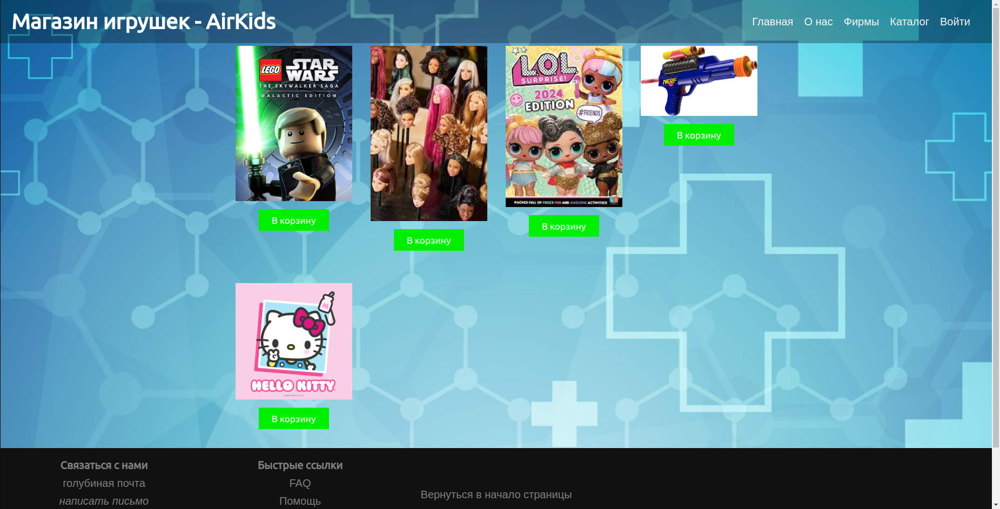 Магазин игрушек - AirKids
Главная О нас Фирмы Каталог Войти
LEGO STAR WARS
THE SKYWALKER SAGA
GALACTIC EDITION
В корзину
В корзину
L.O.L.
SURPRISE!
2024
EDITION
#FRIENDS
PACKED FULL OF FIERCE FUN AND AWESOME ACTIVITIES!
В корзину
NERF
В корзину
M
HELLO KITTY
В корзину
Связаться с нами
голубиная почта
написать письмо
Быстрые ссылки
FAQ
Помощь
Вернуться в начало страницы